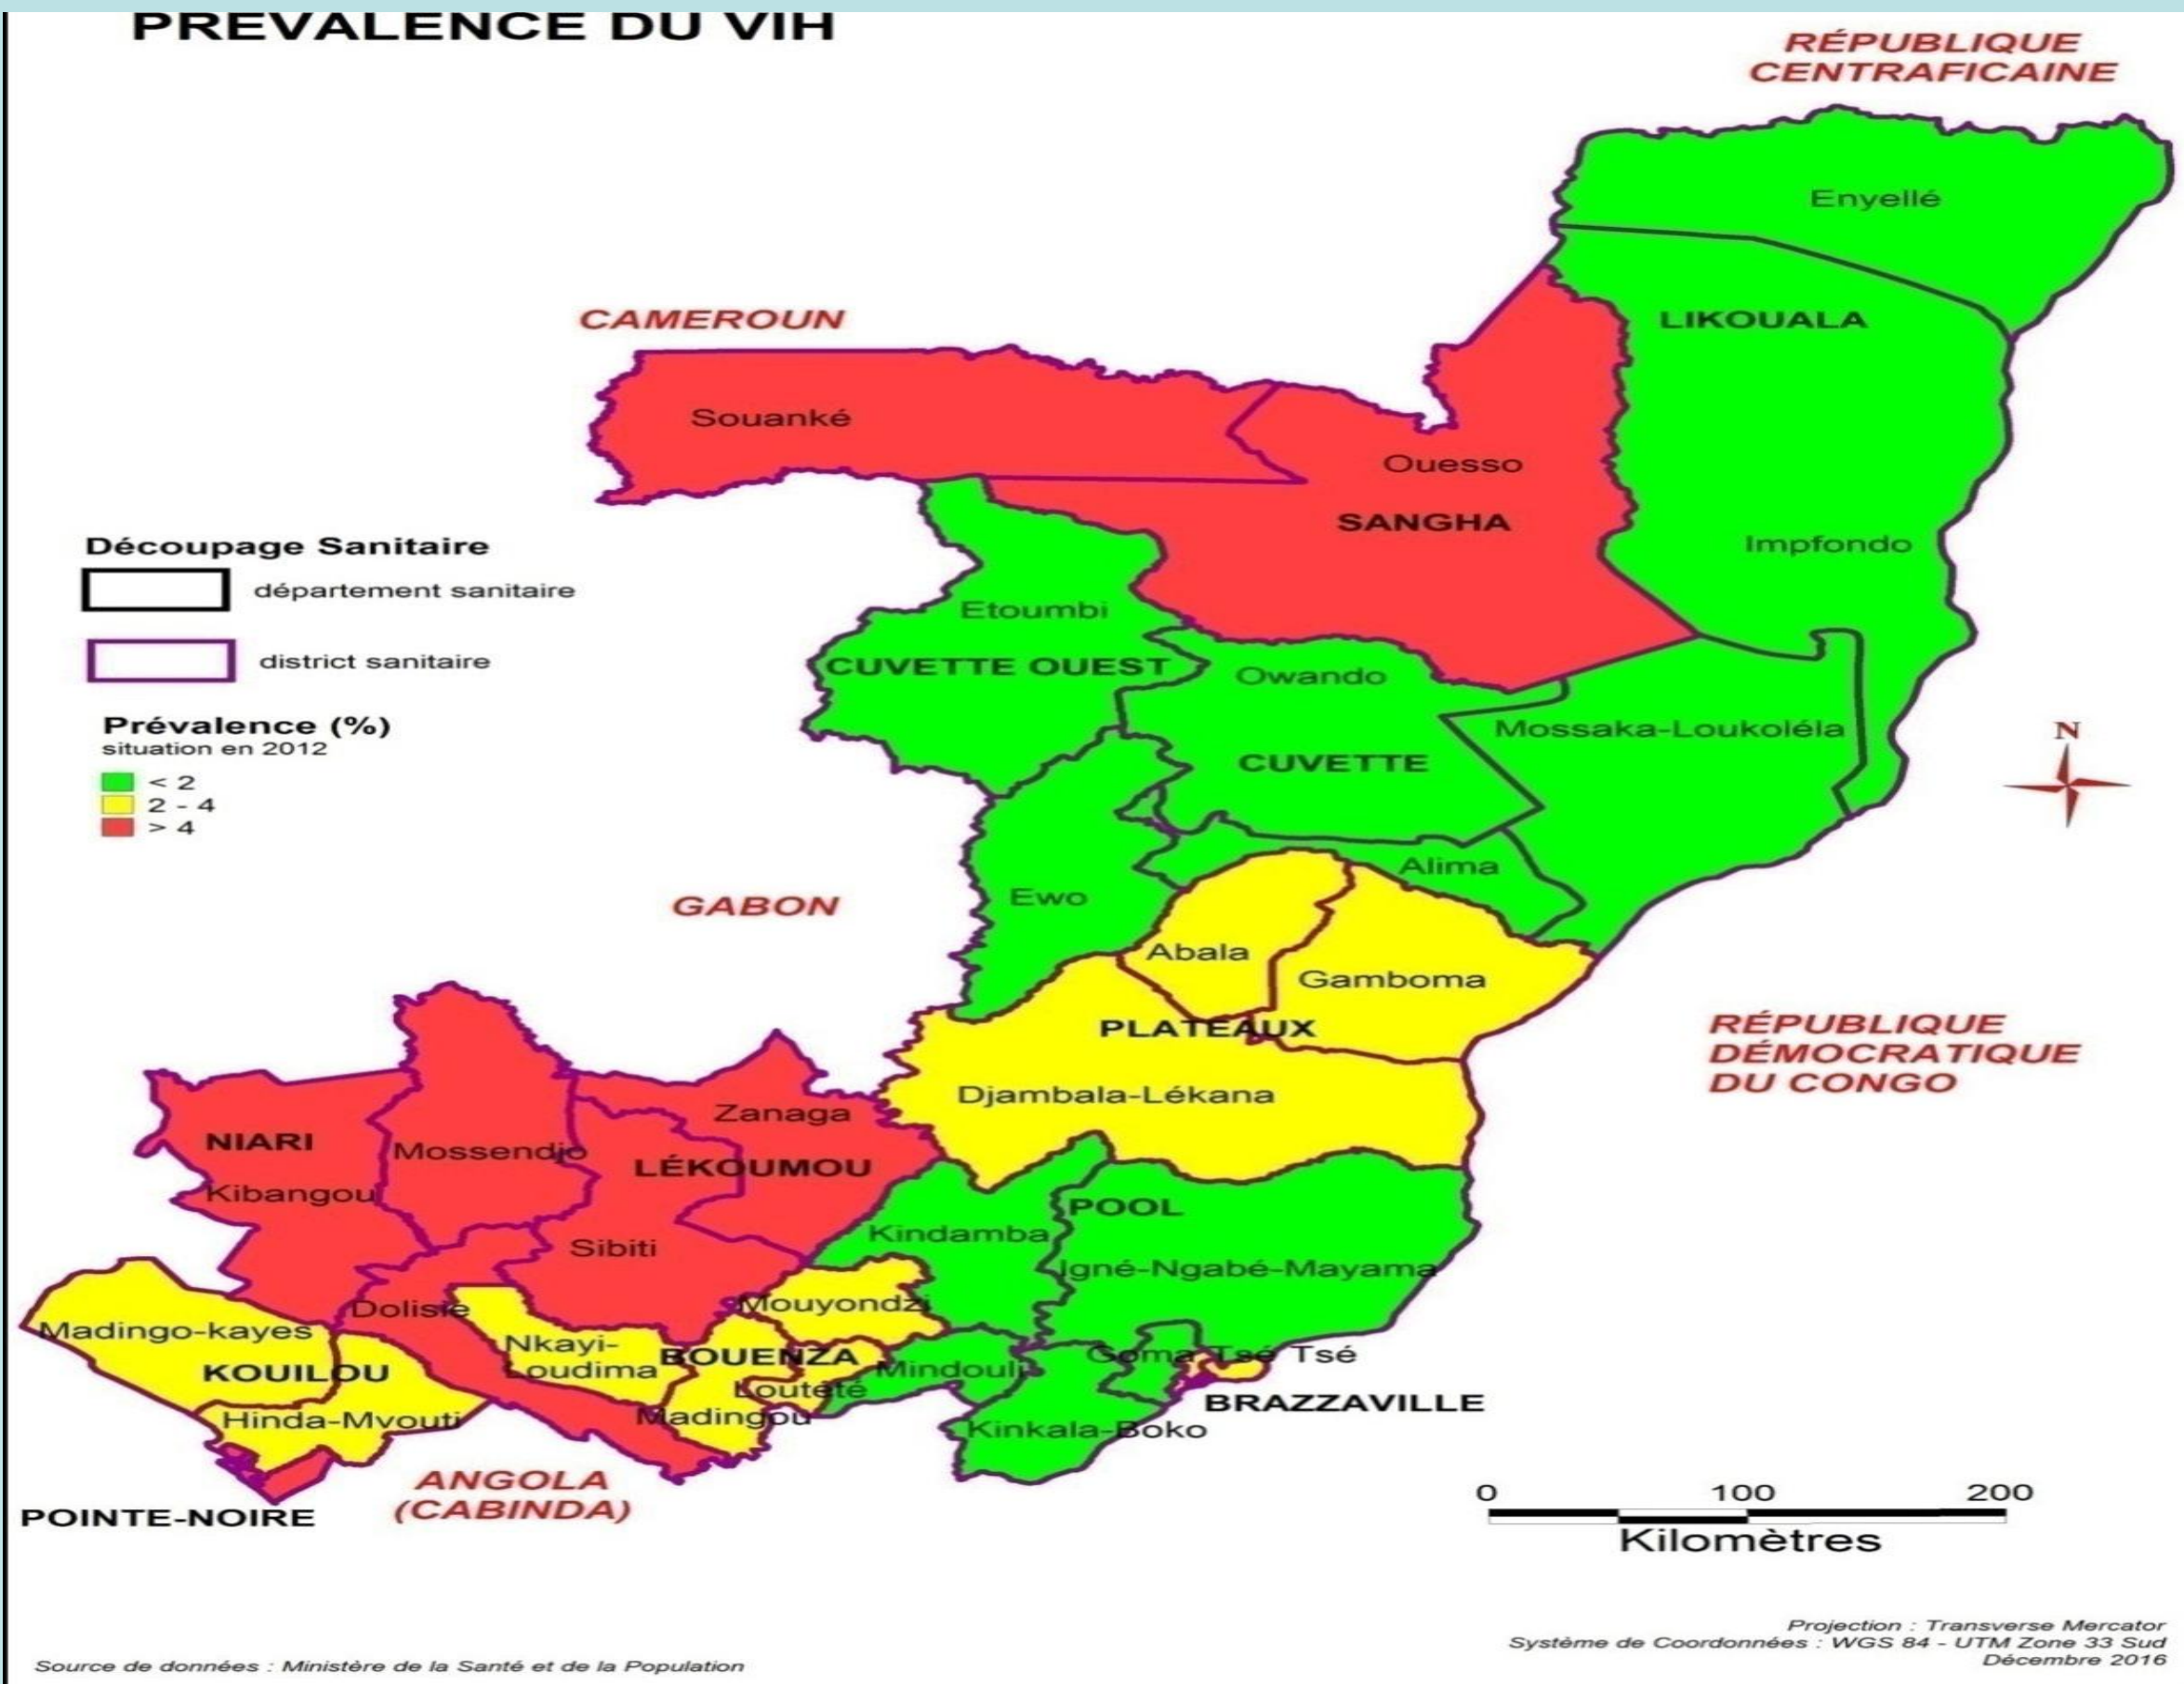 PREVALENCE DU VIH
RÉPUBLIQUE
CENTRAFICAINE
Enyellé
LIKOUALA
CAMEROUN
Souanké
Ouesso
SANGHA
Impfondo
Découpage Sanitaire
département sanitaire
district sanitaire
Prévalence (%)
situation en 2012
< 2
2 - 4
> 4
Etoumbi
CUVETTE OUEST
Owando
Mossaka-Loukoléla
CUVETTE
N
Alima
Ewo
GABON
Abala
Gamboma
PLATEAUX
Djambala-Lékana
RÉPUBLIQUE
DÉMOCRATIQUE
DU CONGO
Zanaga
NIARI
Mossendjo
LÉKOUMOU
Kibangou
Sibiti
POOL
Kindamba
Igné-Ngabé-Mayama
Dolisie
Mouyondzi
Madingo-kayes
Nkayi-
Loudima
BOUENZA
KOUILOU
Mindouli
Goma Tsé Tsé
Loutété
BRAZZAVILLE
Hinda-Mvouti
Madingou
Kinkala-Boko
ANGOLA
(CABINDA)
POINTE-NOIRE
0 100 200
Kilomètres
Projection : Transverse Mercator
Système de Coordonnées : WGS 84 - UTM Zone 33 Sud
Décembre 2016
Source de données : Ministère de la Santé et de la Population